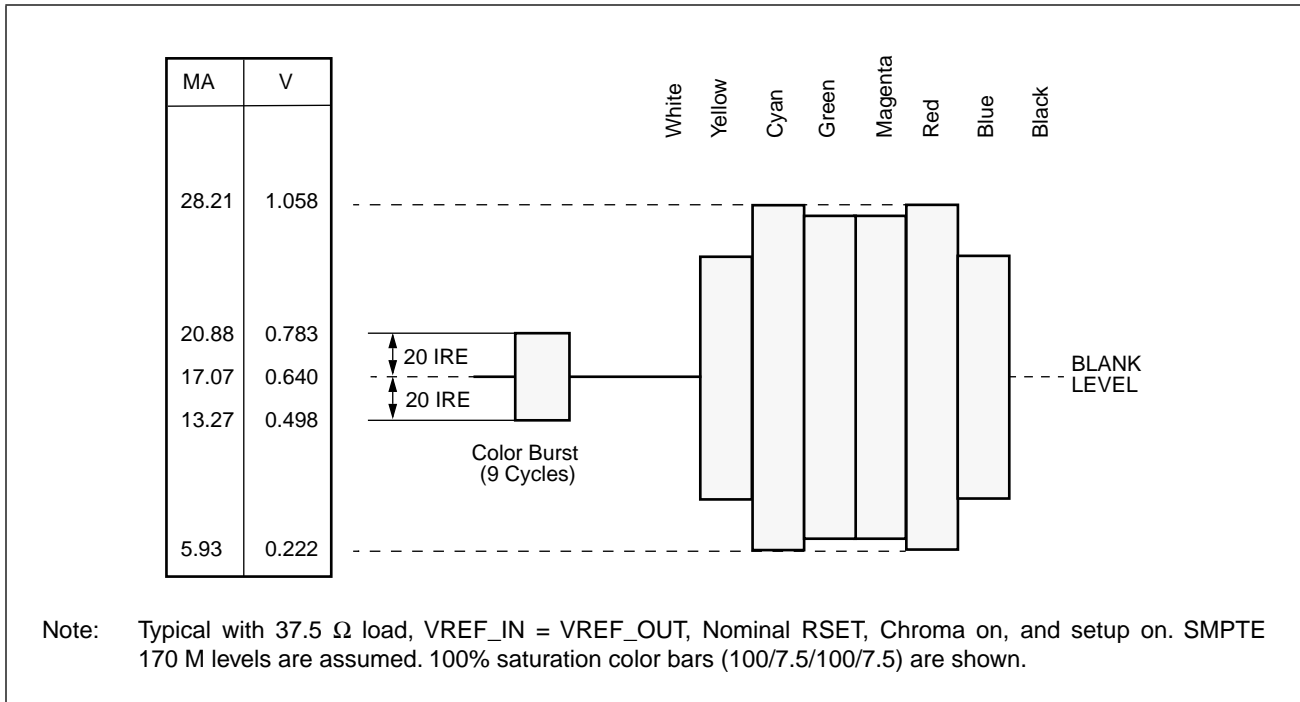 MA V
28.21 1.058
20.88 0.783
17.07 0.640
13.27 0.498
5.93 0.222
White
Yellow
Cyan
Green
Magenta
Red
Blue
Black
20 IRE
20 IRE
Color Burst
(9 Cycles)
BLANK
LEVEL
Note: Typical with 37.5 Ω load, VREF_IN = VREF_OUT, Nominal RSET, Chroma on, and setup on. SMPTE
170 M levels are assumed. 100% saturation color bars (100/7.5/100/7.5) are shown.